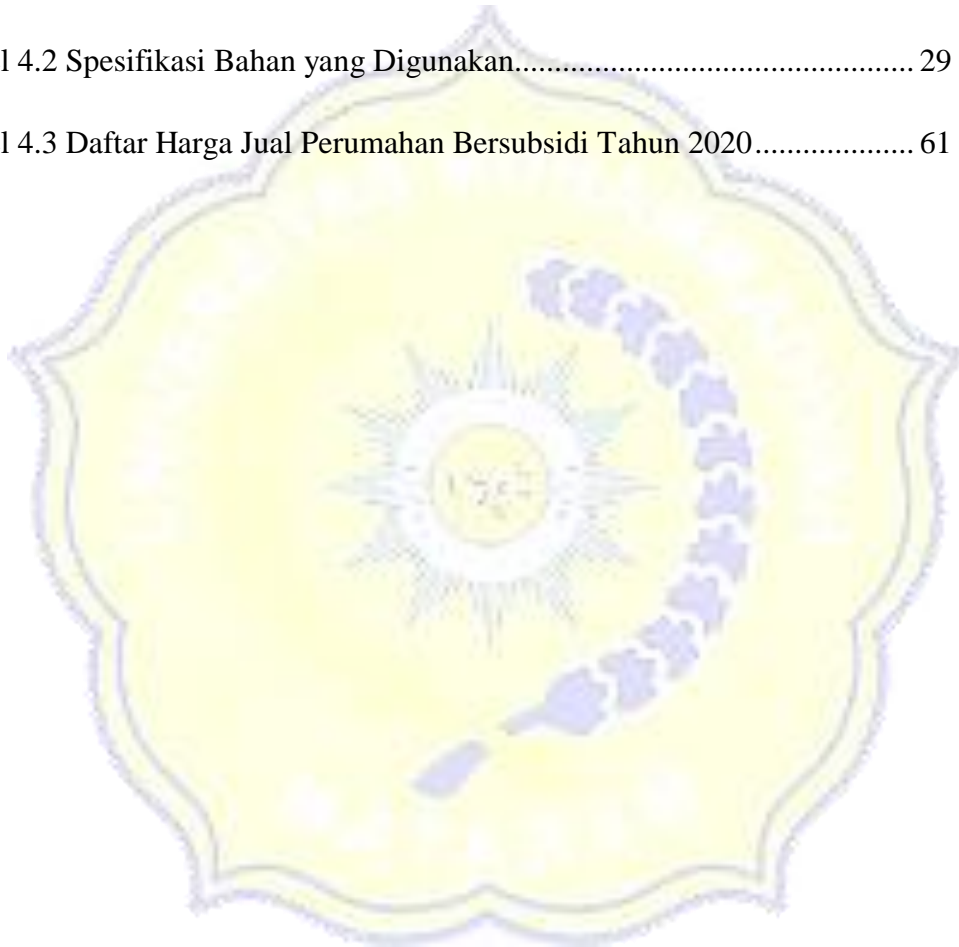 l 4.2 Spesifikasi Bahan yang Digunakan.................................................. 29
l 4.3 Daftar Harga Jual Perumahan Bersubsidi Tahun 2020.................... 61